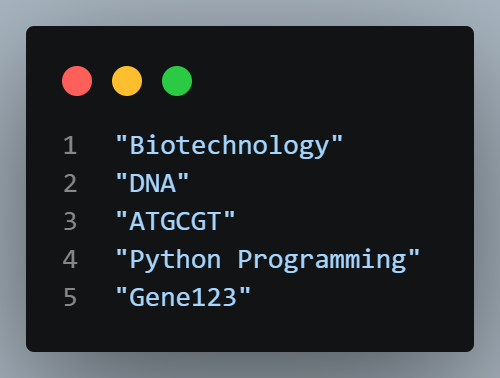 1 "Biotechnology"
2 "DNA"
3 "ATGCGT"
4 "Python Programming"
5 "Gene123"